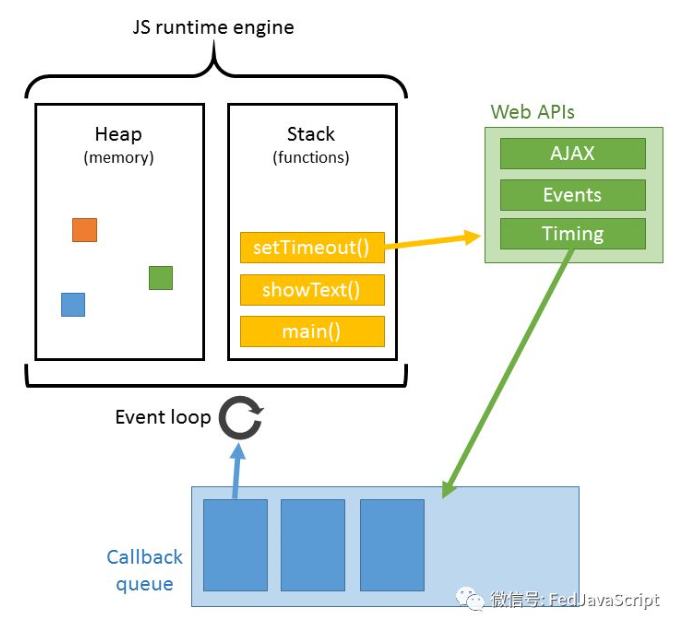 JS runtime engine
Heap
(memory)
Stack
(functions)
setTimeout()
showText()
main()
Web APIs
AJAX
Events
Timing
Event loop
Callback
queue
微信号: FedJavaScript